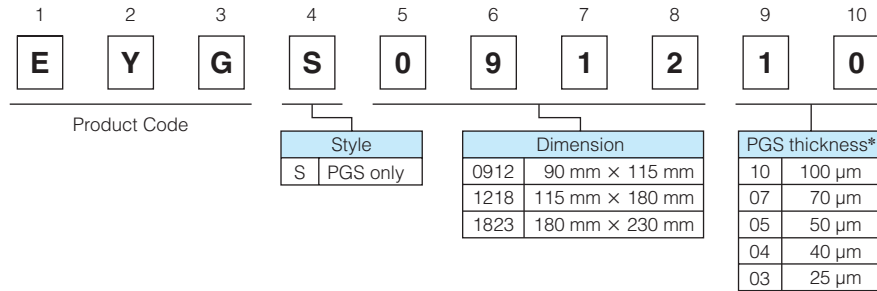 1 2 3 4 5 6 7 8 9 10
E Y G S 0 9 1 2 1 0
Product Code
Style
S PGS only
Dimension
0912 90 mm × 115 mm
1218 115 mm × 180 mm
1823 180 mm × 230 mm
PGS thickness*
10 100 μm
07 70 μm
05 50 μm
04 40 μm
03 25 μm